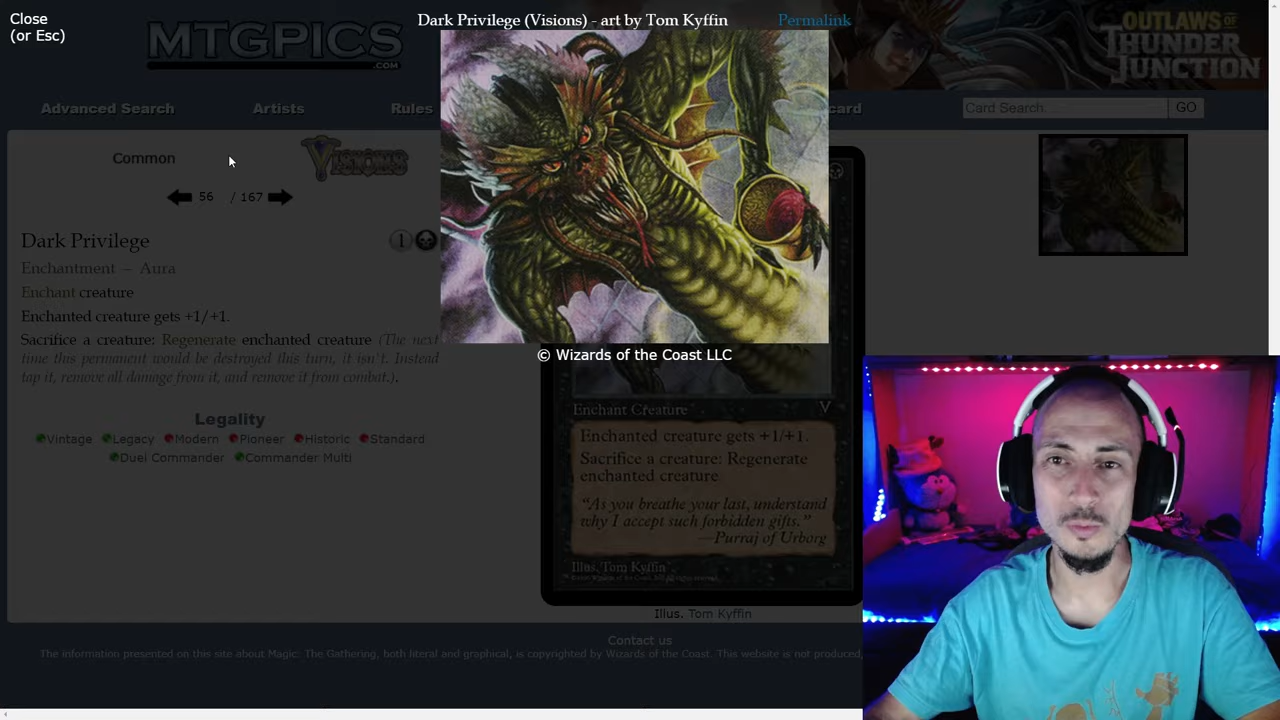 Close
(or Esc)
Dark Privilege (Visions) - art by Tom Kyffin
Permalink
MTGPICS
.COM
OUTLAWS OF
THUNDER
JUNCTION
Advanced Search
Artists
Rules
card
Card Search.
GO
Common
VISIONS
56 / 167
Dark Privilege
1
Enchantment – Aura
Enchant creature
Enchanted creature gets +1/+1.
Sacrifice a creature: Regenerate enchanted creature (The next
time this permanent would be destroyed this turn, it isn't. Instead
tap it, remove all damage from it, and remove it from combat.).
Legality
Vintage Legacy Modern Pioneer Historic Standard
Duel Commander Commander Multi
© Wizards of the Coast LLC
Enchant Creature
V
Enchanted creature gets +1/+1.
Sacrifice a creature: Regenerate
enchanted creature
"As you breathe your last, understand
why I accept such forbidden gifts."
—Purraj of Urborg
Illus. Tom Kyffin
Illus. Tom Kyffin
Contact us
The information presented on this site about Magic: The Gathering, both literal and graphical, is copyrighted by Wizards of the Coast. This website is not produced,